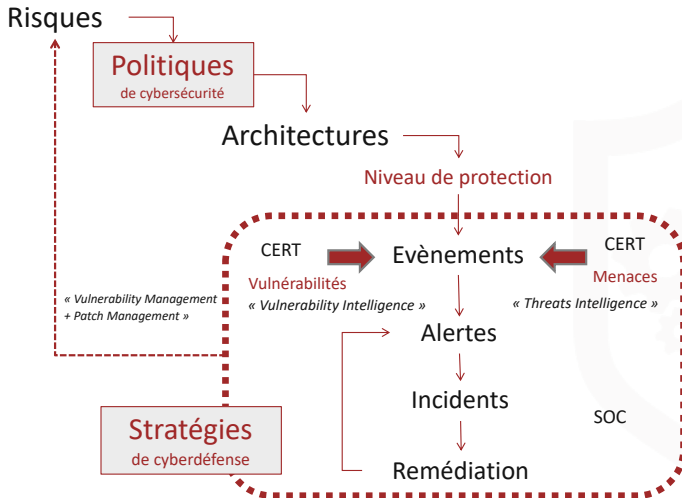 Risques
Politiques
de cybersécurité
Architectures
Niveau de protection
CERT
Evènements
CERT
Vulnérabilités
Menaces
« Vulnerability Management
+ Patch Management »
« Vulnerability Intelligence »
« Threats Intelligence »
Alertes
Incidents
SOC
Stratégies
de cyberdéfense
Remédiation